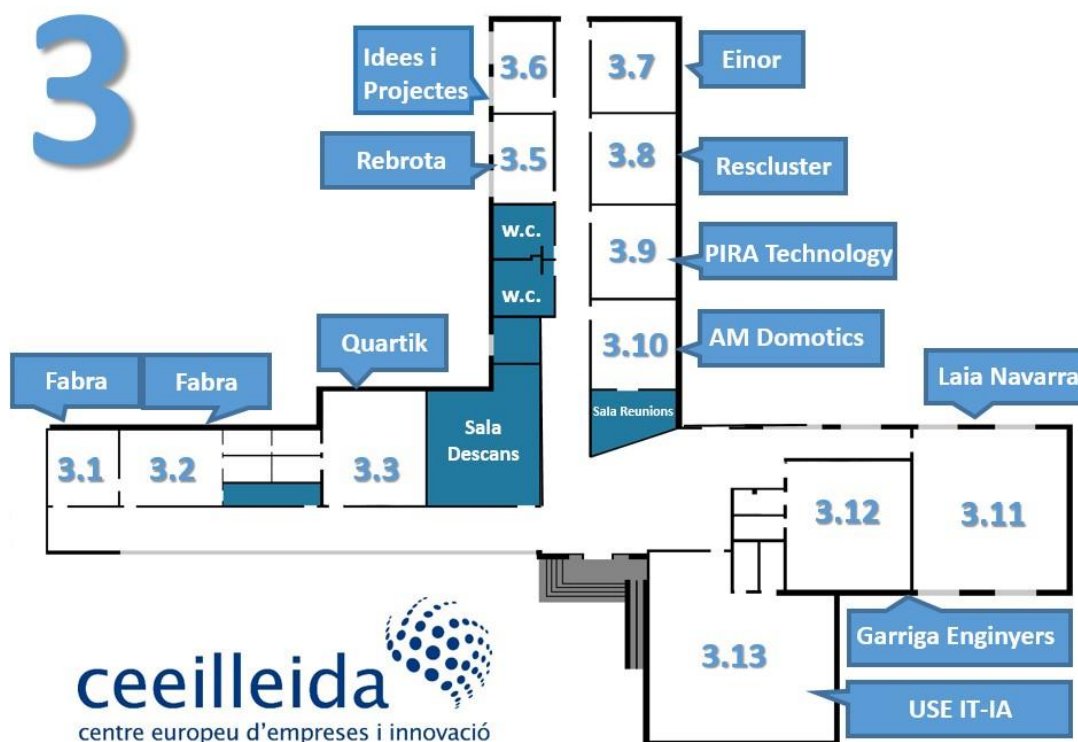 3
Idees i
Projectes
3.6
3.7
Einor
Rebrota
3.5
3.8
Rescluster
w.c.
3.9
PIRA Technology
w.c.
Quartik
3.10
AM Domotics
Fabra
Fabra
Laia Navarra
Sala Reunions
Sala
Descans
3.1
3.2
3.3
3.12
3.11
Garriga Enginyers
3.13
USE IT-IA
ceeilleida
centre europeu d'empreses i innovació